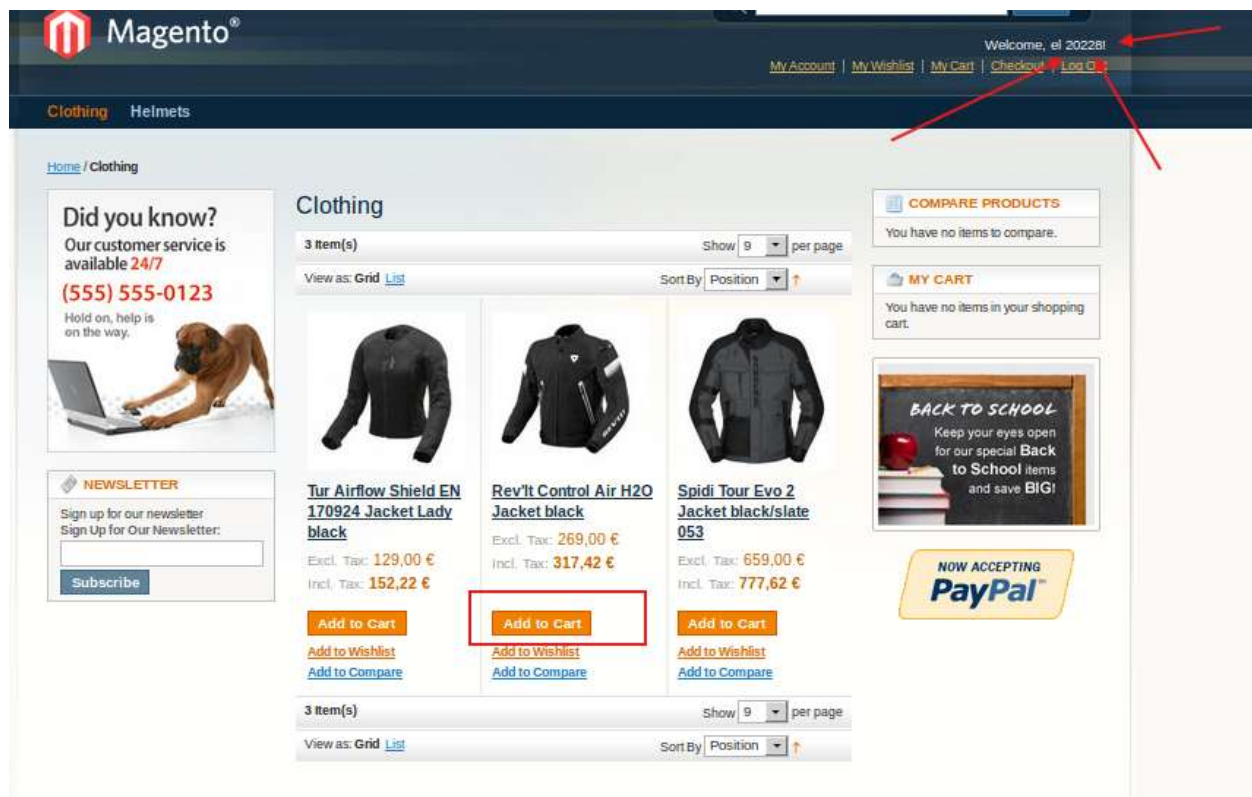 Magento®
Welcome, el 20228!
My Account | My Wishlist | My Cart | Checkout | Log Out
Clothing Helmets
Home / Clothing
Did you know?
Our customer service is
available 24/7
(555) 555-0123
Hold on, help is
on the way.
NEWSLETTER
Sign up for our newsletter
Sign Up for Our Newsletter:
Subscribe
Clothing
3 Item(s) Show 9 per page
View as: Grid List Sort By Position
Tur Airflow Shield EN
170924 Jacket Lady
black
Excl. Tax: 129,00 €
Incl. Tax: 152,22 €
Add to Cart
Add to Wishlist
Add to Compare
Rev'It Control Air H2O
Jacket black
Excl. Tax: 269,00 €
Incl. Tax: 317,42 €
Add to Cart
Add to Wishlist
Add to Compare
Spidi Tour Evo 2
Jacket black/slate
053
Excl. Tax: 659,00 €
Incl. Tax: 777,62 €
Add to Cart
Add to Wishlist
Add to Compare
3 Item(s) Show 9 per page
View as: Grid List Sort By Position
COMPARE PRODUCTS
You have no items to compare.
MY CART
You have no items in your shopping
cart.
BACK TO SCHOOL
Keep your eyes open
for our special Back
to School items
and save BIG!
NOW ACCEPTING
PayPal™